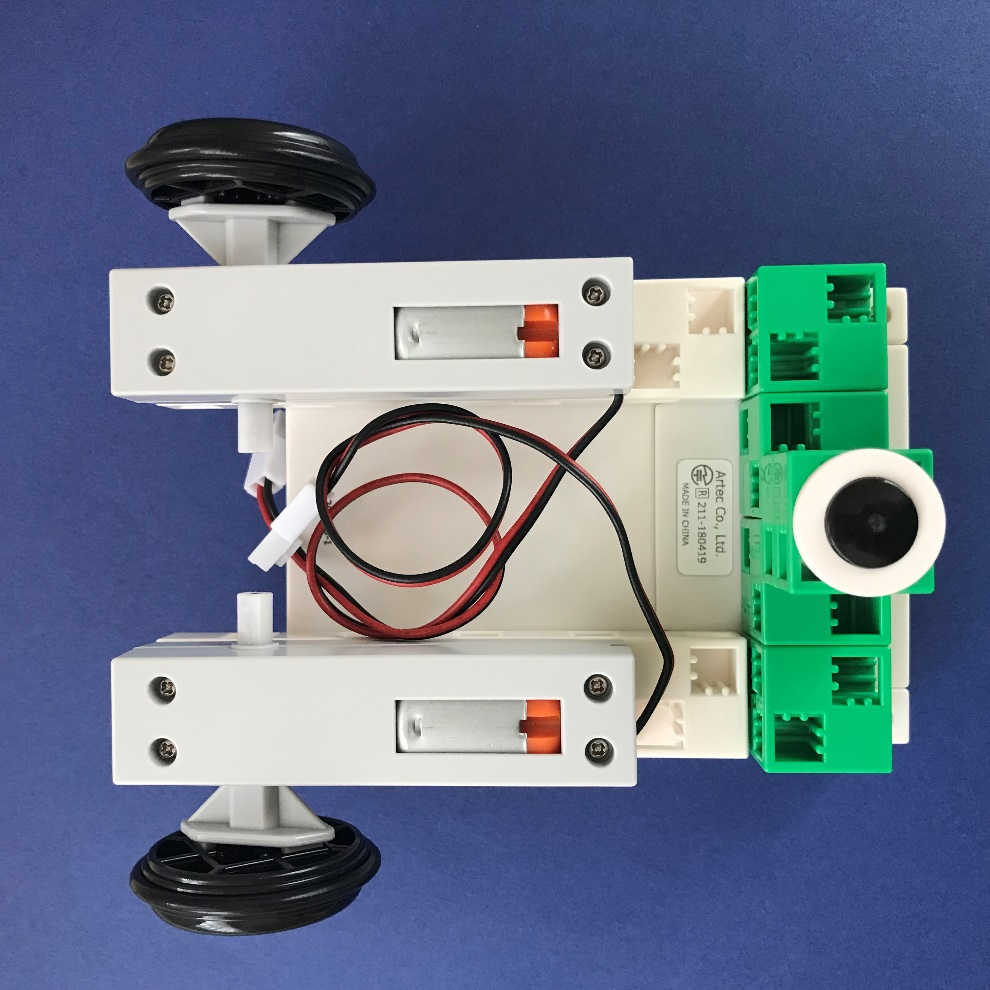 Artec Co., Ltd.
R 211-180419
MADE IN CHINA